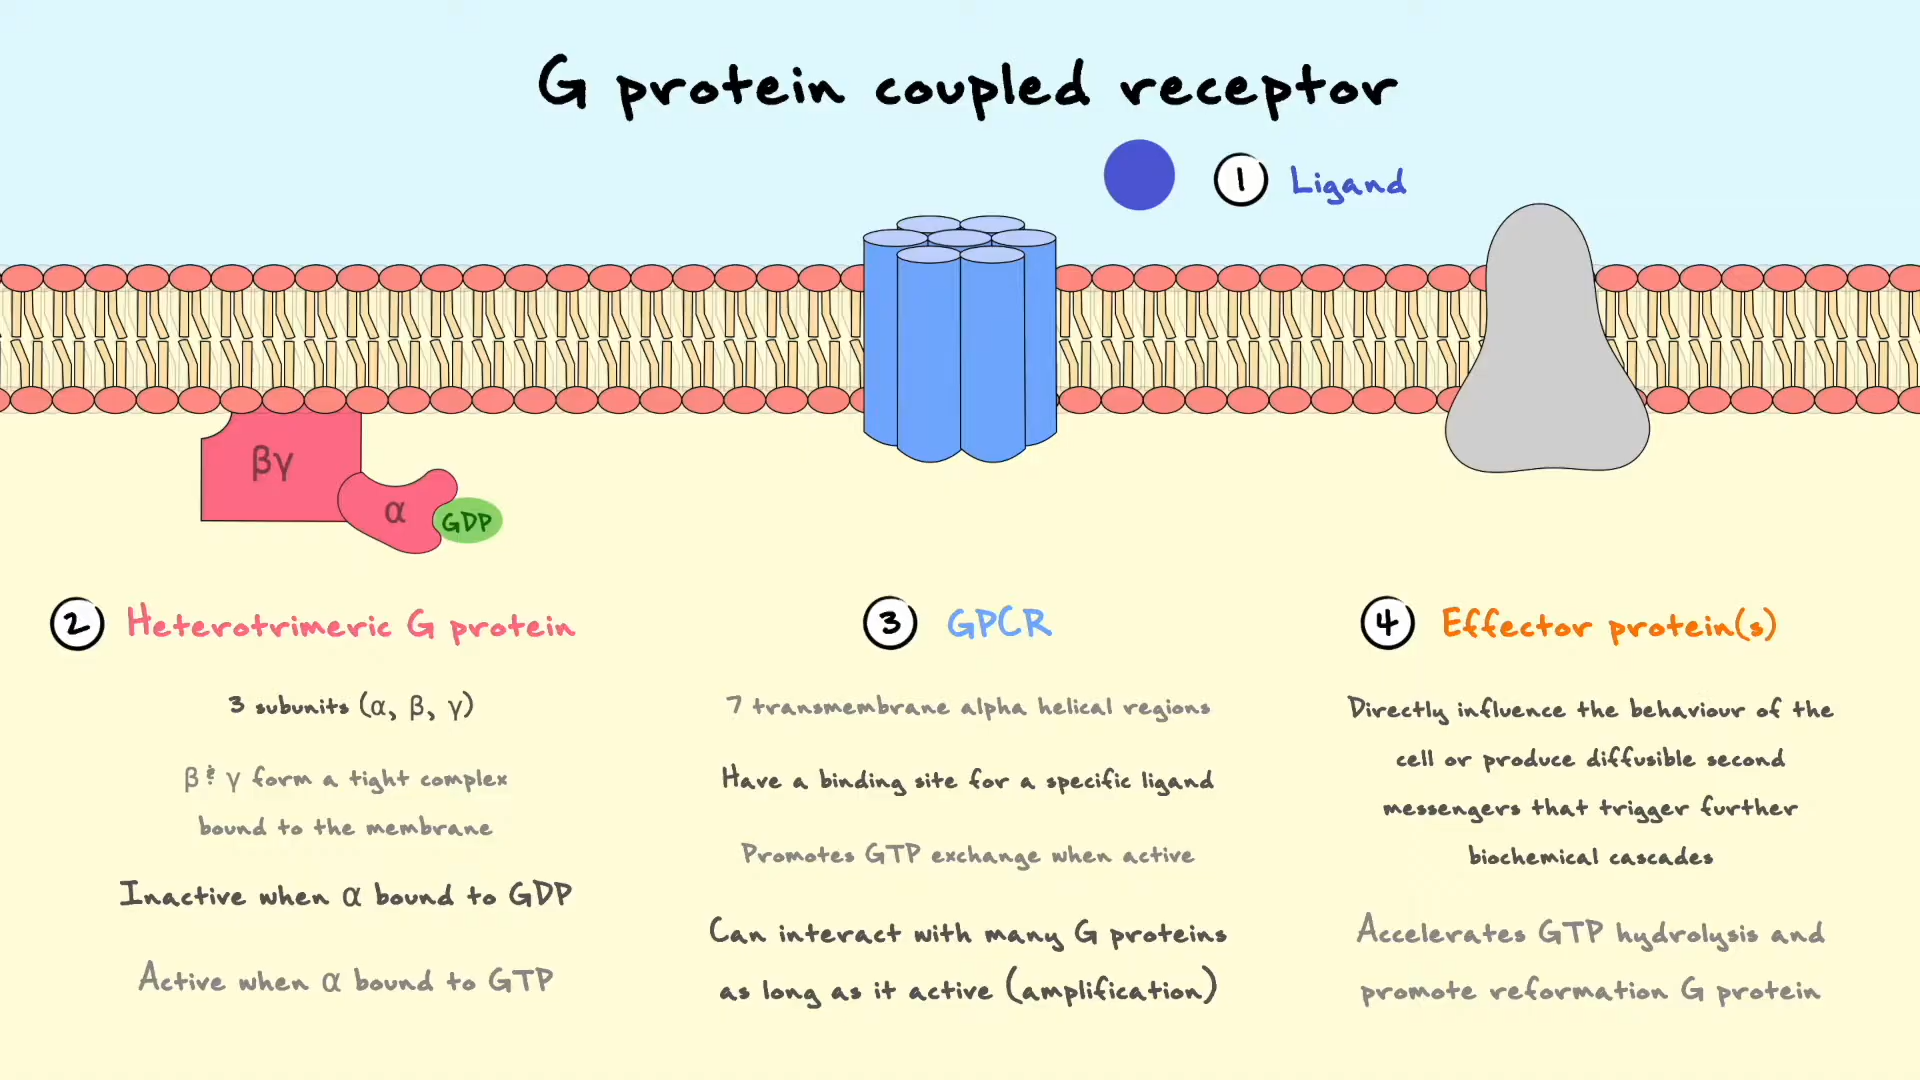 G protein coupled receptor
1 Ligand
βγ
α
GDP
2 Heterotrimeric G protein
3 subunits (α, β, γ)
β & γ form a tight complex
bound to the membrane
Inactive when α bound to GDP
Active when α bound to GTP
3 GPCR
7 transmembrane alpha helical regions
Have a binding site for a specific ligand
Promotes GTP exchange when active
Can interact with many G proteins
as long as it active (amplification)
4 Effector protein(s)
Directly influence the behaviour of the
cell or produce diffusible second
messengers that trigger further
biochemical cascades
Accelerates GTP hydrolysis and
promote reformation G protein